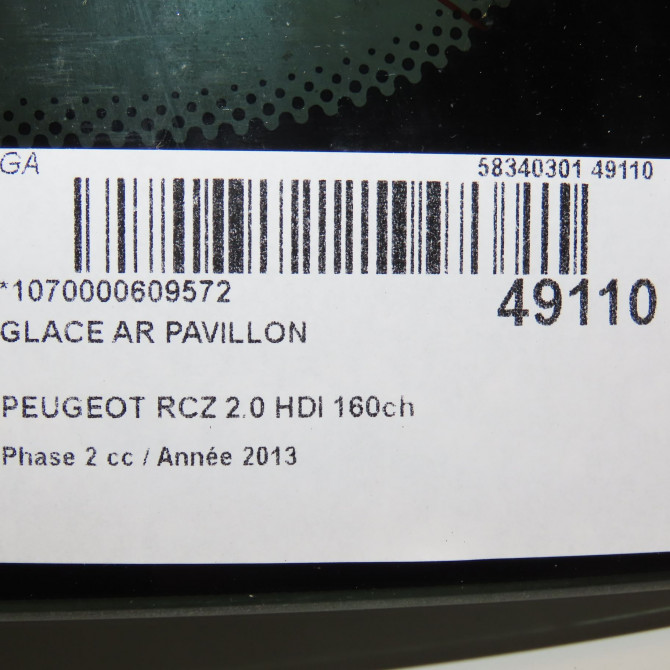 GA 58340301 49110
*1070000609572 49110
GLACE AR PAVILLON
PEUGEOT RCZ 2.0 HDI 160ch
Phase 2 cc / Année 2013